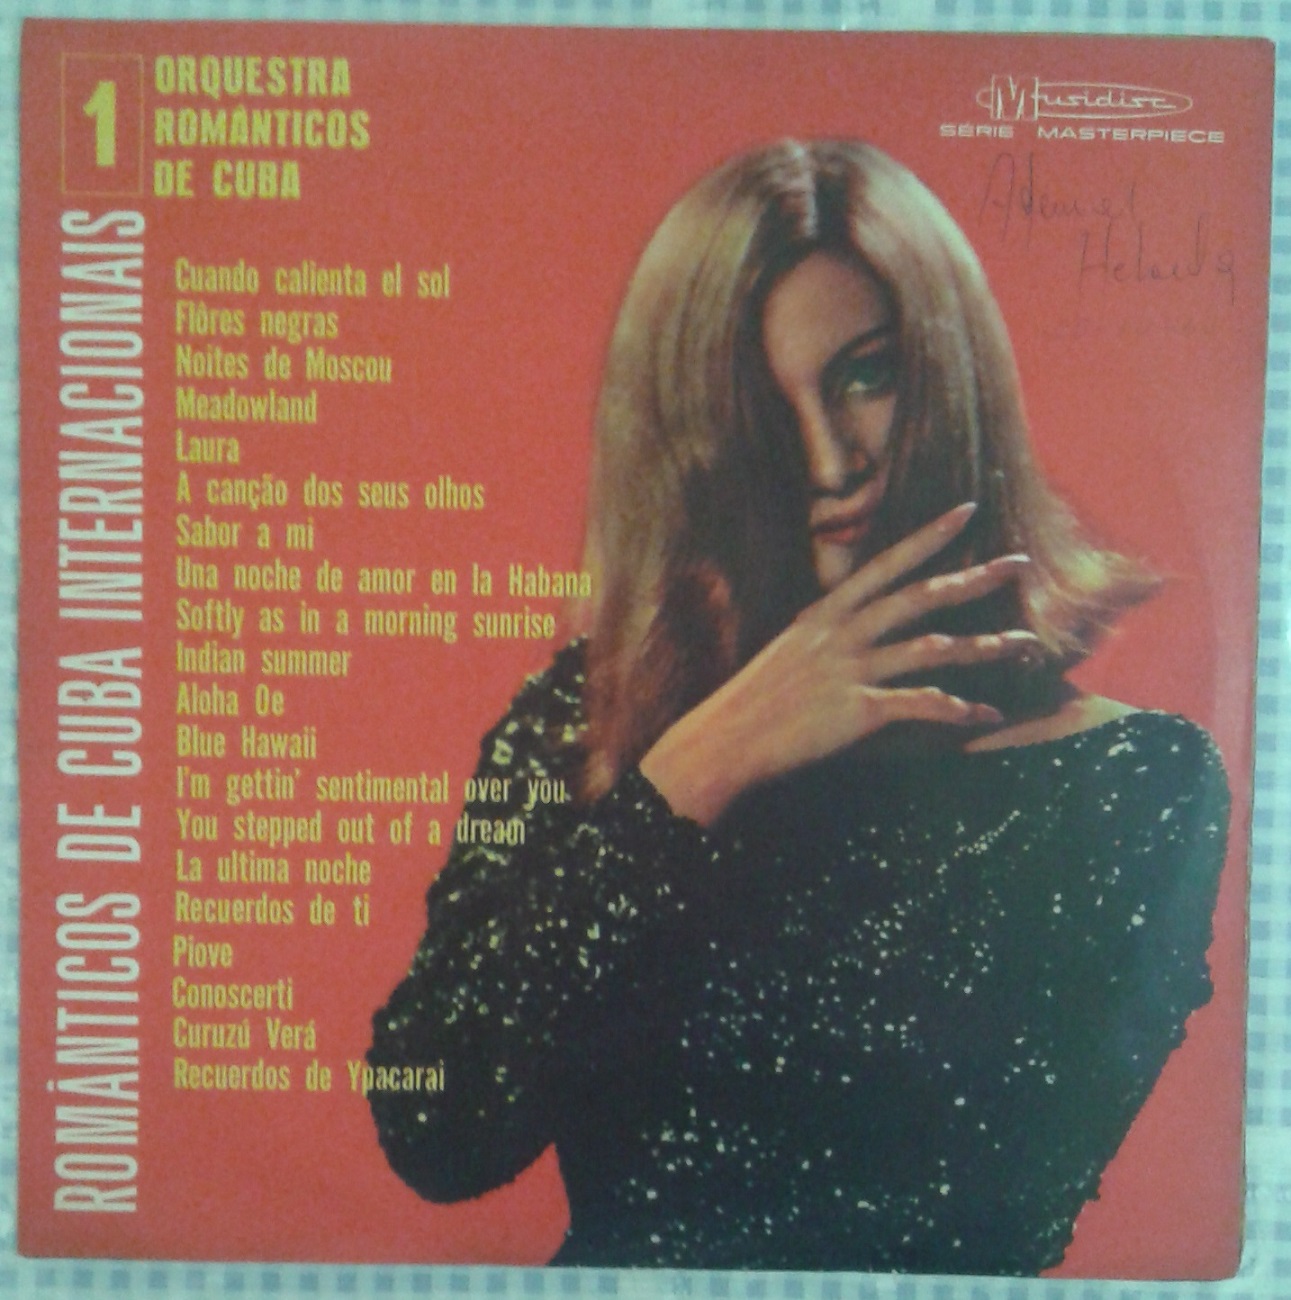 1
ORQUESTRA
ROMÂNTICOS
DE CUBA
Musidisc
SÉRIE MASTERPIECE
ROMÂNTICOS DE CUBA INTERNACIONAIS
Cuando calienta el sol
Flôres negras
Noites de Moscou
Meadowland
Laura
A canção dos seus olhos
Sabor a mi
Una noche de amor en la Habana
Softly as in a morning sunrise
Indian summer
Aloha Oe
Blue Hawaii
I'm gettin' sentimental over you
You stepped out of a dream
La ultima noche
Recuerdos de ti
Piove
Conoscerti
Curuzú Verá
Recuerdos de Ypacarai